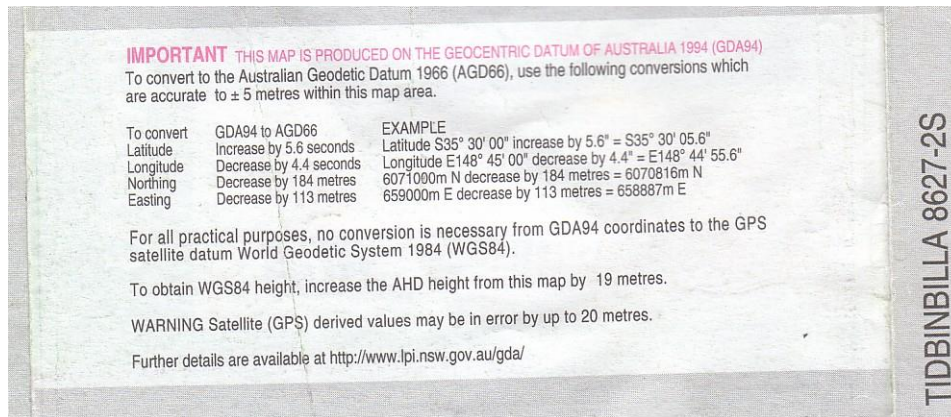 IMPORTANT THIS MAP IS PRODUCED ON THE GEOCENTRIC DATUM OF AUSTRALIA 1994 (GDA94)
To convert to the Australian Geodetic Datum 1966 (AGD66), use the following conversions which
are accurate to ± 5 metres within this map area.
To convert GDA94 to AGD66 EXAMPLE
Latitude Increase by 5.6 seconds Latitude S35° 30' 00" increase by 5.6" = S35° 30' 05.6"
Longitude Decrease by 4.4 seconds Longitude E148° 45' 00" decrease by 4.4" = E148° 44' 55.6"
Northing Decrease by 184 metres 6071000m N decrease by 184 metres = 6070816m N
Easting Decrease by 113 metres 659000m E decrease by 113 metres = 658887m E
For all practical purposes, no conversion is necessary from GDA94 coordinates to the GPS
satellite datum World Geodetic System 1984 (WGS84).
To obtain WGS84 height, increase the AHD height from this map by 19 metres.
WARNING Satellite (GPS) derived values may be in error by up to 20 metres.
Further details are available at http://www.lpi.nsw.gov.au/gda/
TIDBINBILLA 8627-2S